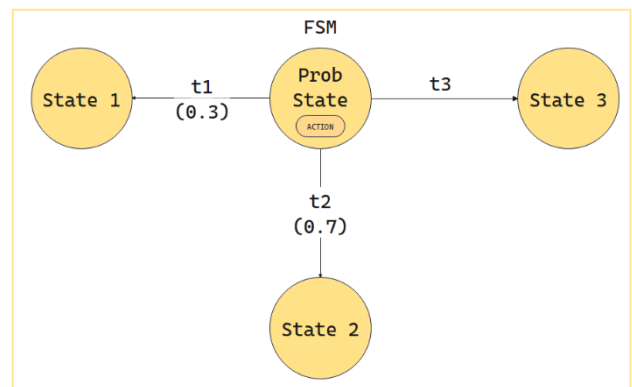 FSM
State 1
t1
(0.3)
Prob
State
ACTION
t3
State 3
t2
(0.7)
State 2